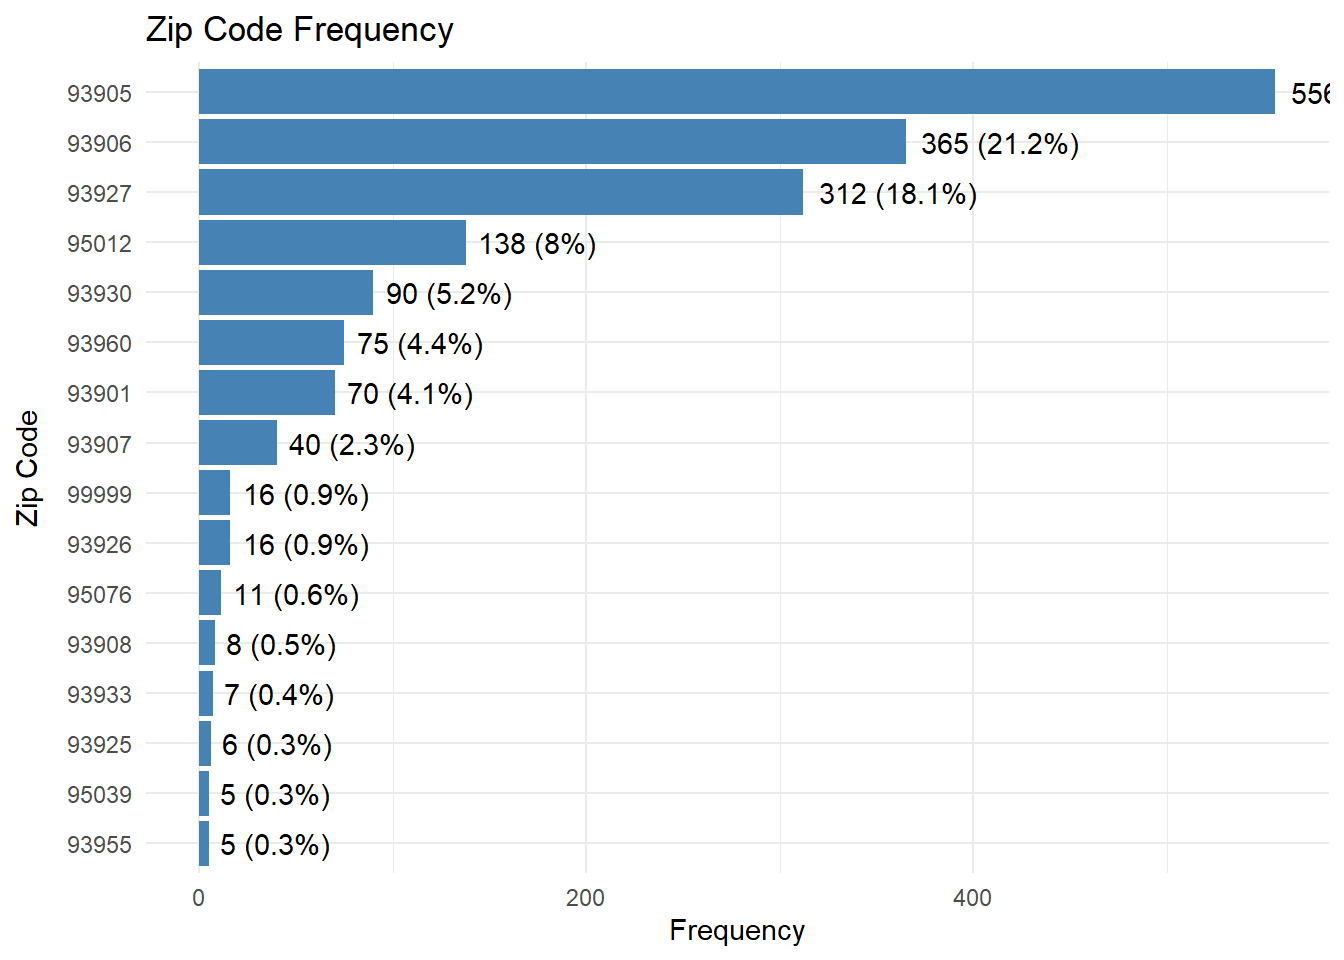 Zip Code Frequency
93905 556
93906 365 (21.2%)
93927 312 (18.1%)
95012 138 (8%)
93930 90 (5.2%)
93960 75 (4.4%)
93901 70 (4.1%)
93907 40 (2.3%)
99999 16 (0.9%)
93926 16 (0.9%)
95076 11 (0.6%)
93908 8 (0.5%)
93933 7 (0.4%)
93925 6 (0.3%)
95039 5 (0.3%)
93955 5 (0.3%)
Zip Code
0 200 400
Frequency